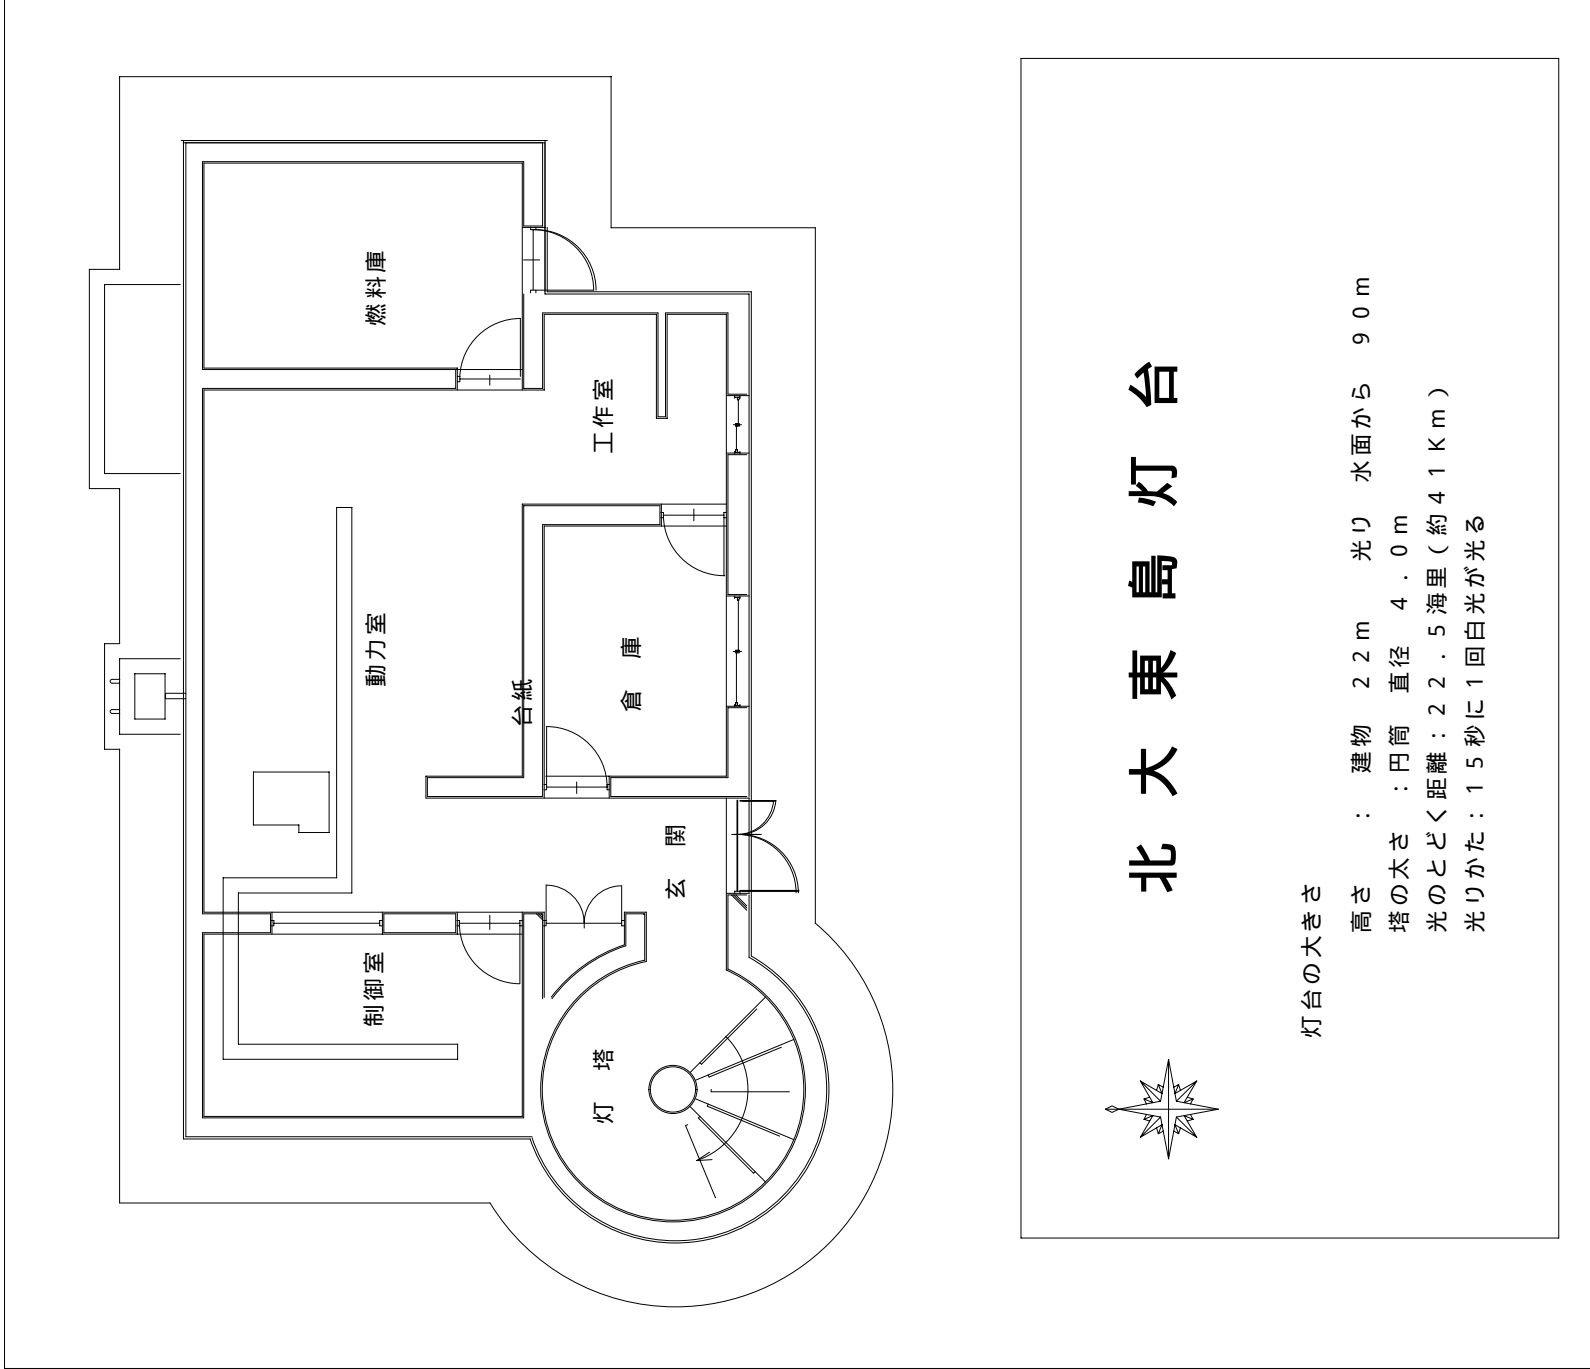 北大東島灯台
灯台の大きさ
高さ : 建物 22m 光り 水面から 90m
塔の太さ :円筒 直径 4.0m
光のとどく距離:22.5海里(約41Km)
光りかた:15秒に1回白光が光る
燃料庫
動力室
制御室
台紙
工作室
倉庫
玄関
灯塔